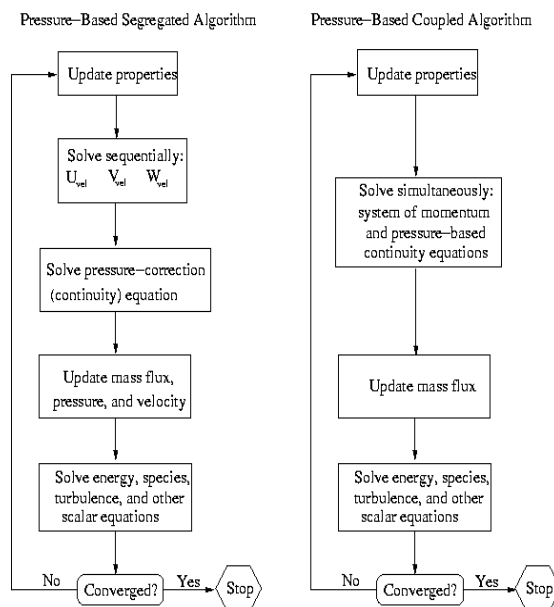 Pressure–Based Segregated Algorithm
Update properties
Solve sequentially:
U_vel V_vel W_vel
Solve pressure–correction
(continuity) equation
Update mass flux,
pressure, and velocity
Solve energy, species,
turbulence, and other
scalar equations
No
Converged?
Yes
Stop
Pressure–Based Coupled Algorithm
Update properties
Solve simultaneously:
system of momentum
and pressure–based
continuity equations
Update mass flux
Solve energy, species,
turbulence, and other
scalar equations
No
Converged?
Yes
Stop